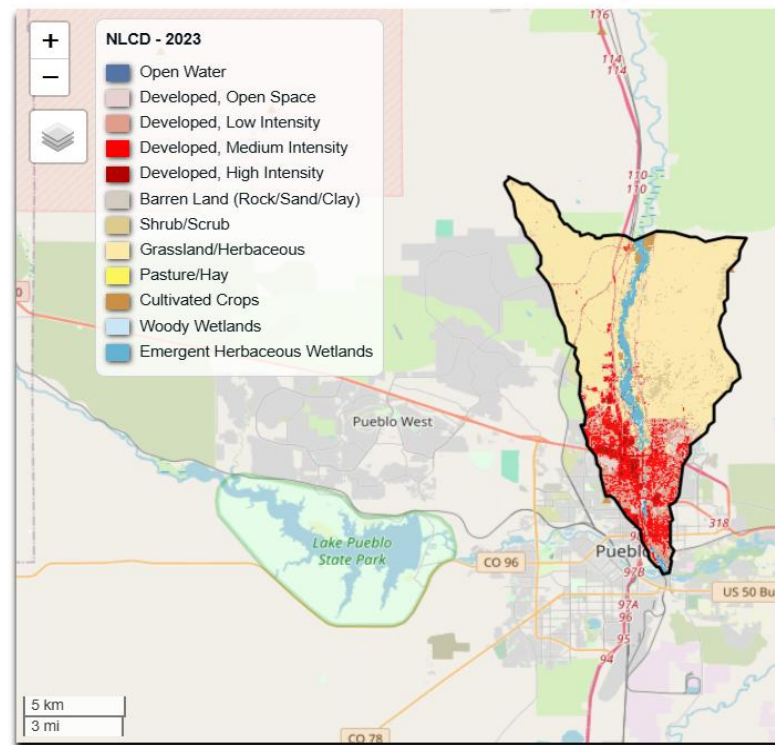 +
−
NLCD - 2023
Open Water
Developed, Open Space
Developed, Low Intensity
Developed, Medium Intensity
Developed, High Intensity
Barren Land (Rock/Sand/Clay)
Shrub/Scrub
Grassland/Herbaceous
Pasture/Hay
Cultivated Crops
Woody Wetlands
Emergent Herbaceous Wetlands
116
114
114
110
110
0
Pueblo West
Lake Pueblo
State Park
CO 96
318
Pueblo
97B
US 50 Bu
97A
96
95
94
5 km
3 mi
CO 78